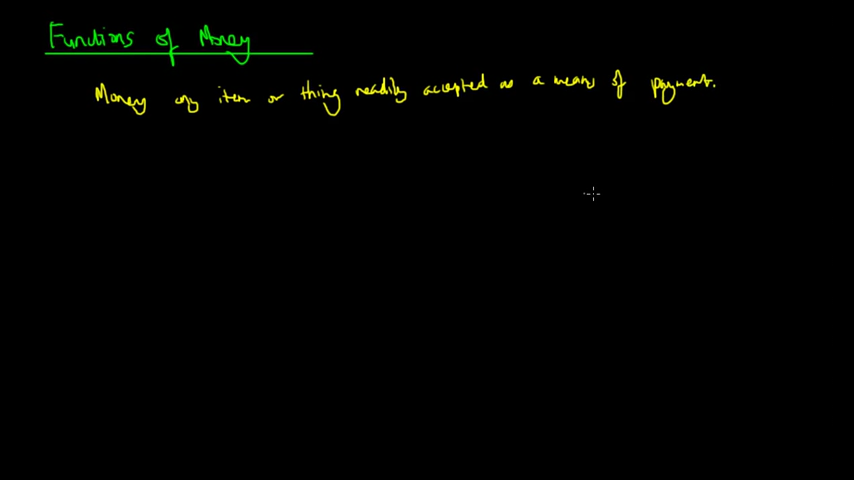 Functions of Money
Money any item or thing readily accepted as a means of payment.